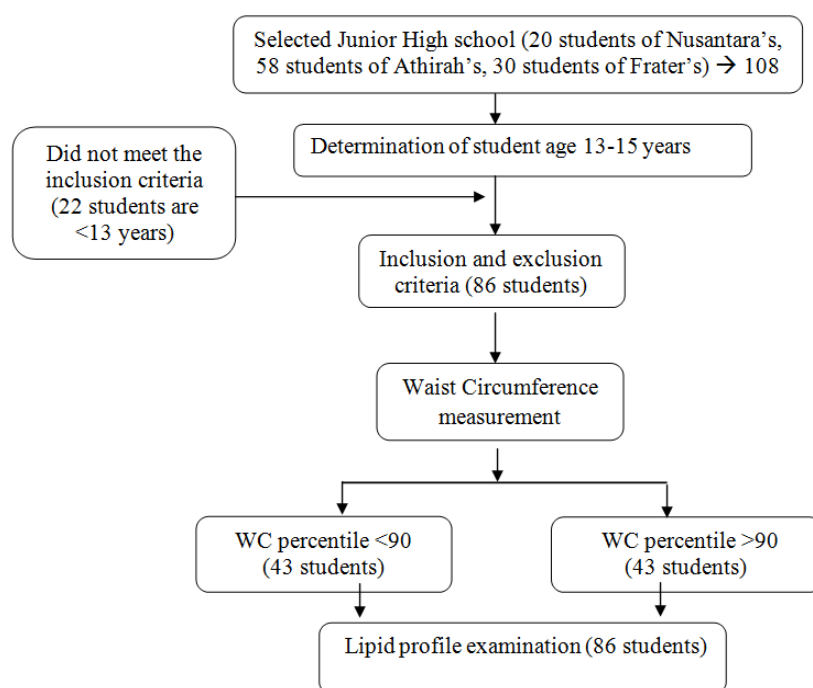 Selected Junior High school (20 students of Nusantara’s,
58 students of Athirah’s, 30 students of Frater’s) → 108
Determination of student age 13-15 years
Did not meet the
inclusion criteria
(22 students are
<13 years)
Inclusion and exclusion
criteria (86 students)
Waist Circumference
measurement
WC percentile <90
(43 students)
WC percentile >90
(43 students)
Lipid profile examination (86 students)